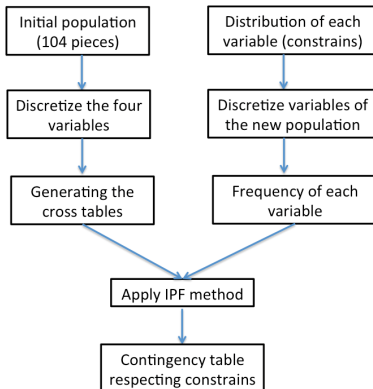 Initial population
(104 pieces)
Distribution of each
variable (constrains)
Discretize the four
variables
Discretize variables of
the new population
Generating the
cross tables
Frequency of each
variable
Apply IPF method
Contingency table
respecting constrains